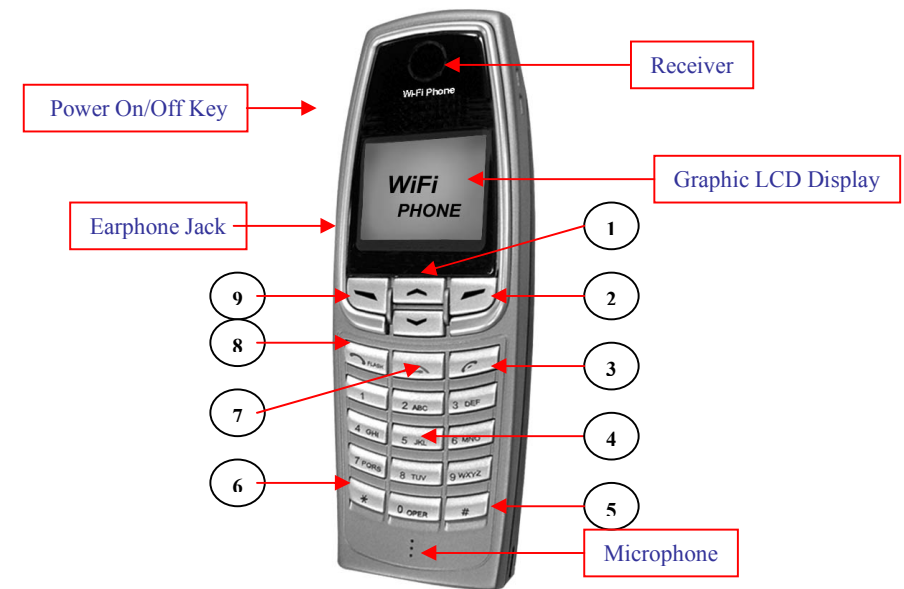 Receiver
Wi-Fi Phone
Power On/Off Key
WiFi
PHONE
Graphic LCD Display
Earphone Jack
1
9
2
8
FLASH
3
7
1
2 ABC
3 DEF
4 GHI
5 JKL
6 MNO
4
7 PQRS
8 TUV
9 WXYZ
6
*
0 OPER
#
5
Microphone